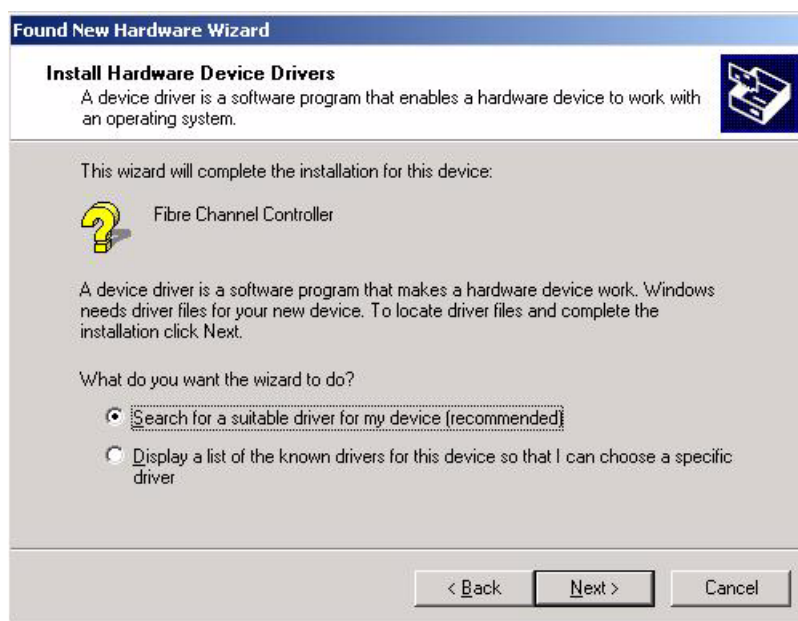 Found New Hardware Wizard
Install Hardware Device Drivers
A device driver is a software program that enables a hardware device to work with
an operating system.
This wizard will complete the installation for this device:
Fibre Channel Controller
A device driver is a software program that makes a hardware device work. Windows
needs driver files for your new device. To locate driver files and complete the
installation click Next.
What do you want the wizard to do?
Search for a suitable driver for my device (recommended)
Display a list of the known drivers for this device so that I can choose a specific
driver
< Back Next > Cancel